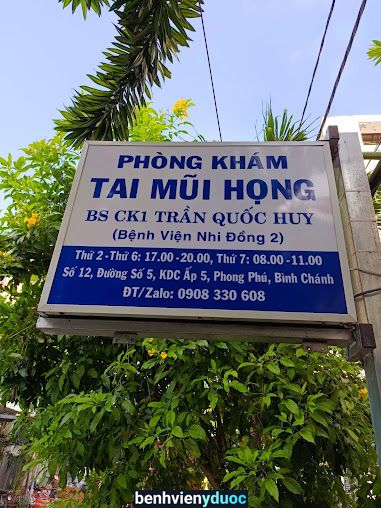 PHÒNG KHÁM
TAI MŨI HỌNG
BS CK1 TRẦN QUỐC HUY
(Bệnh Viện Nhi Đồng 2)
Thứ 2 -Thứ 6: 17.00 -20.00, Thứ 7: 08.00 -11.00
Số 12, Đường Số 5, KDC Ấp 5, Phong Phú, Bình Chánh
ĐT/Zalo: 0908 330 608
benhvienyduoc